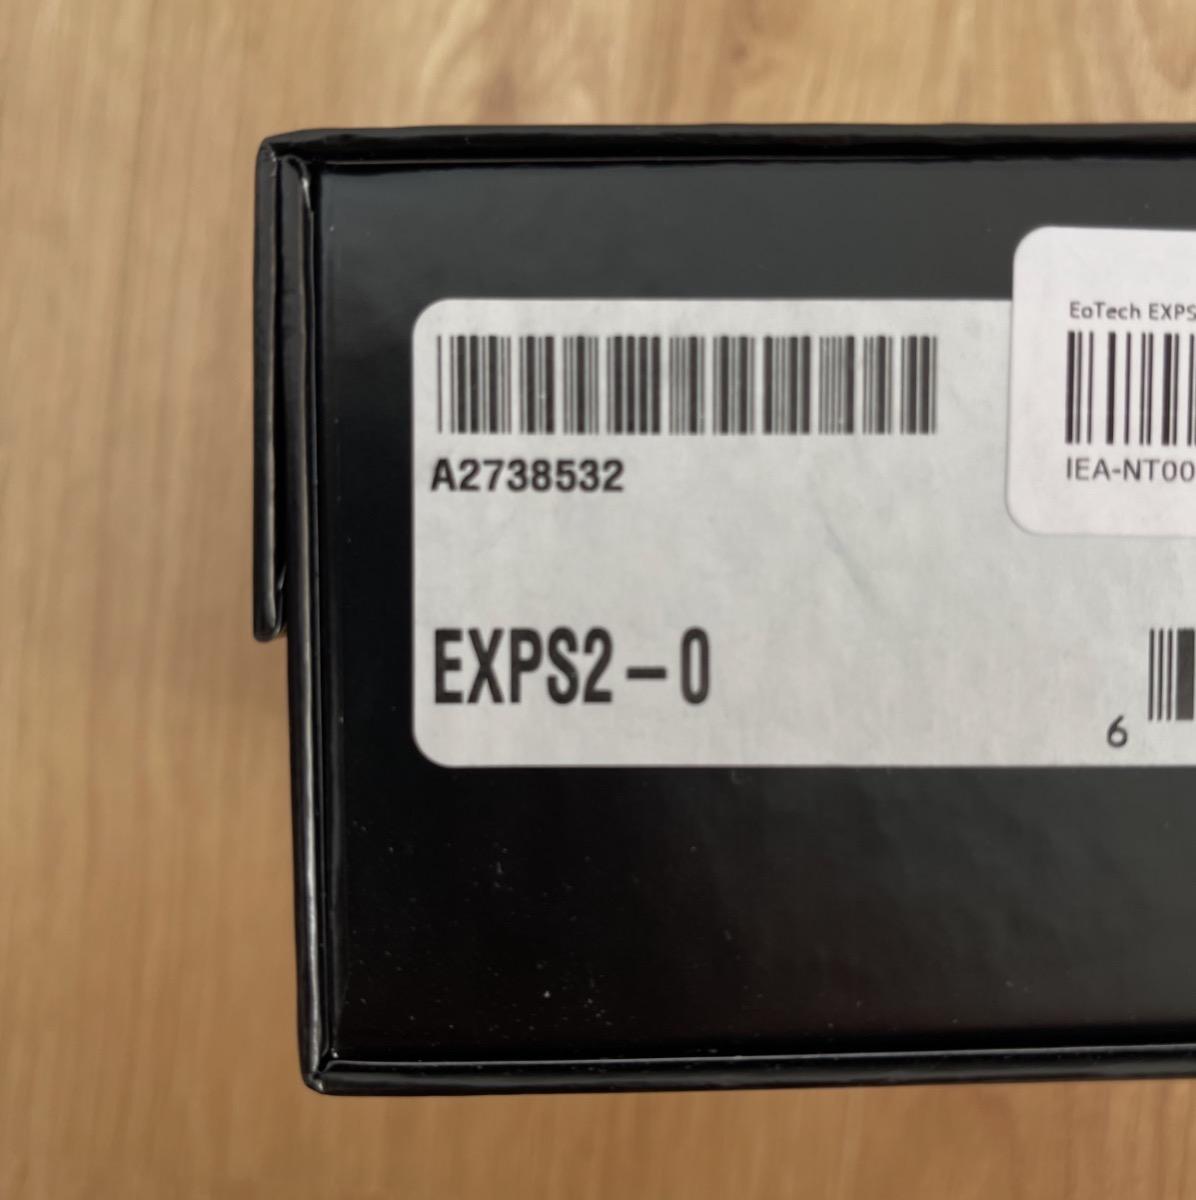 EoTech EXPS
IEA-NT00
A2738532
EXPS2-0
6